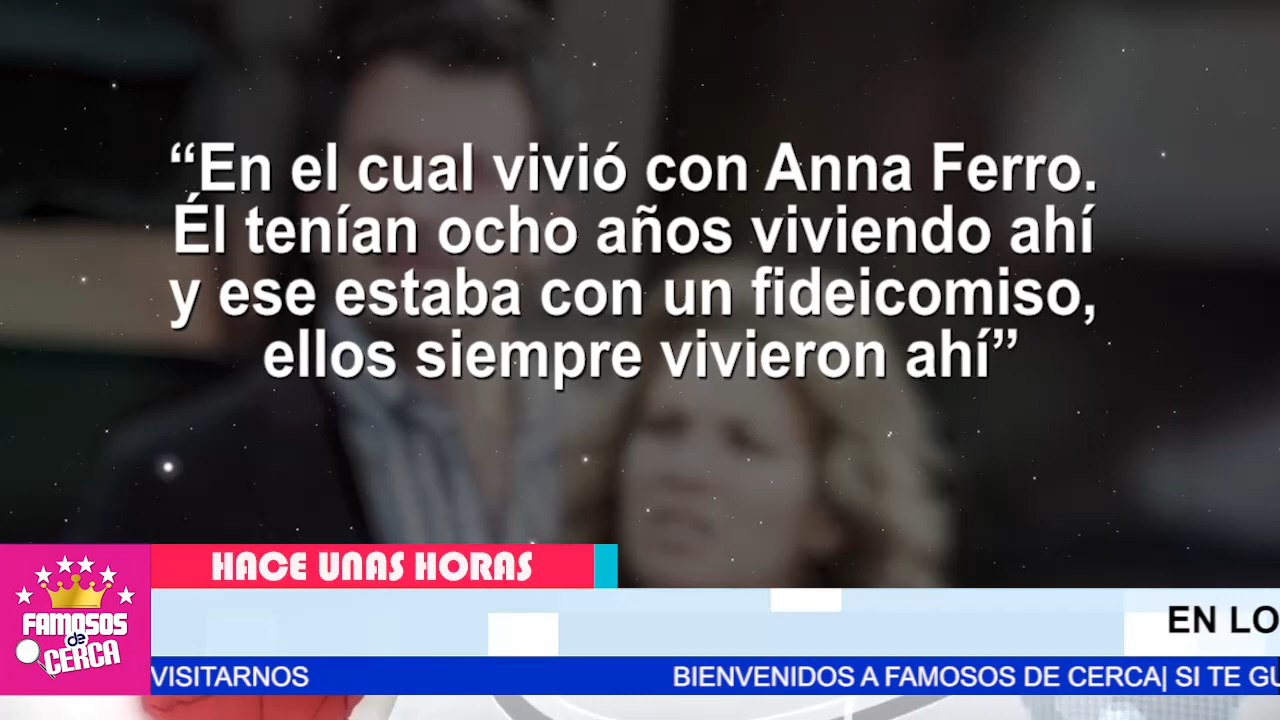 “En el cual vivió con Anna Ferro.
Él tenían ocho años viviendo ahí
y ese estaba con un fideicomiso,
ellos siempre vivieron ahí”
HACE UNAS HORAS
FAMOSOS
de
CERCA
EN LO
VISITARNOS BIENVENIDOS A FAMOSOS DE CERCA| SI TE GU